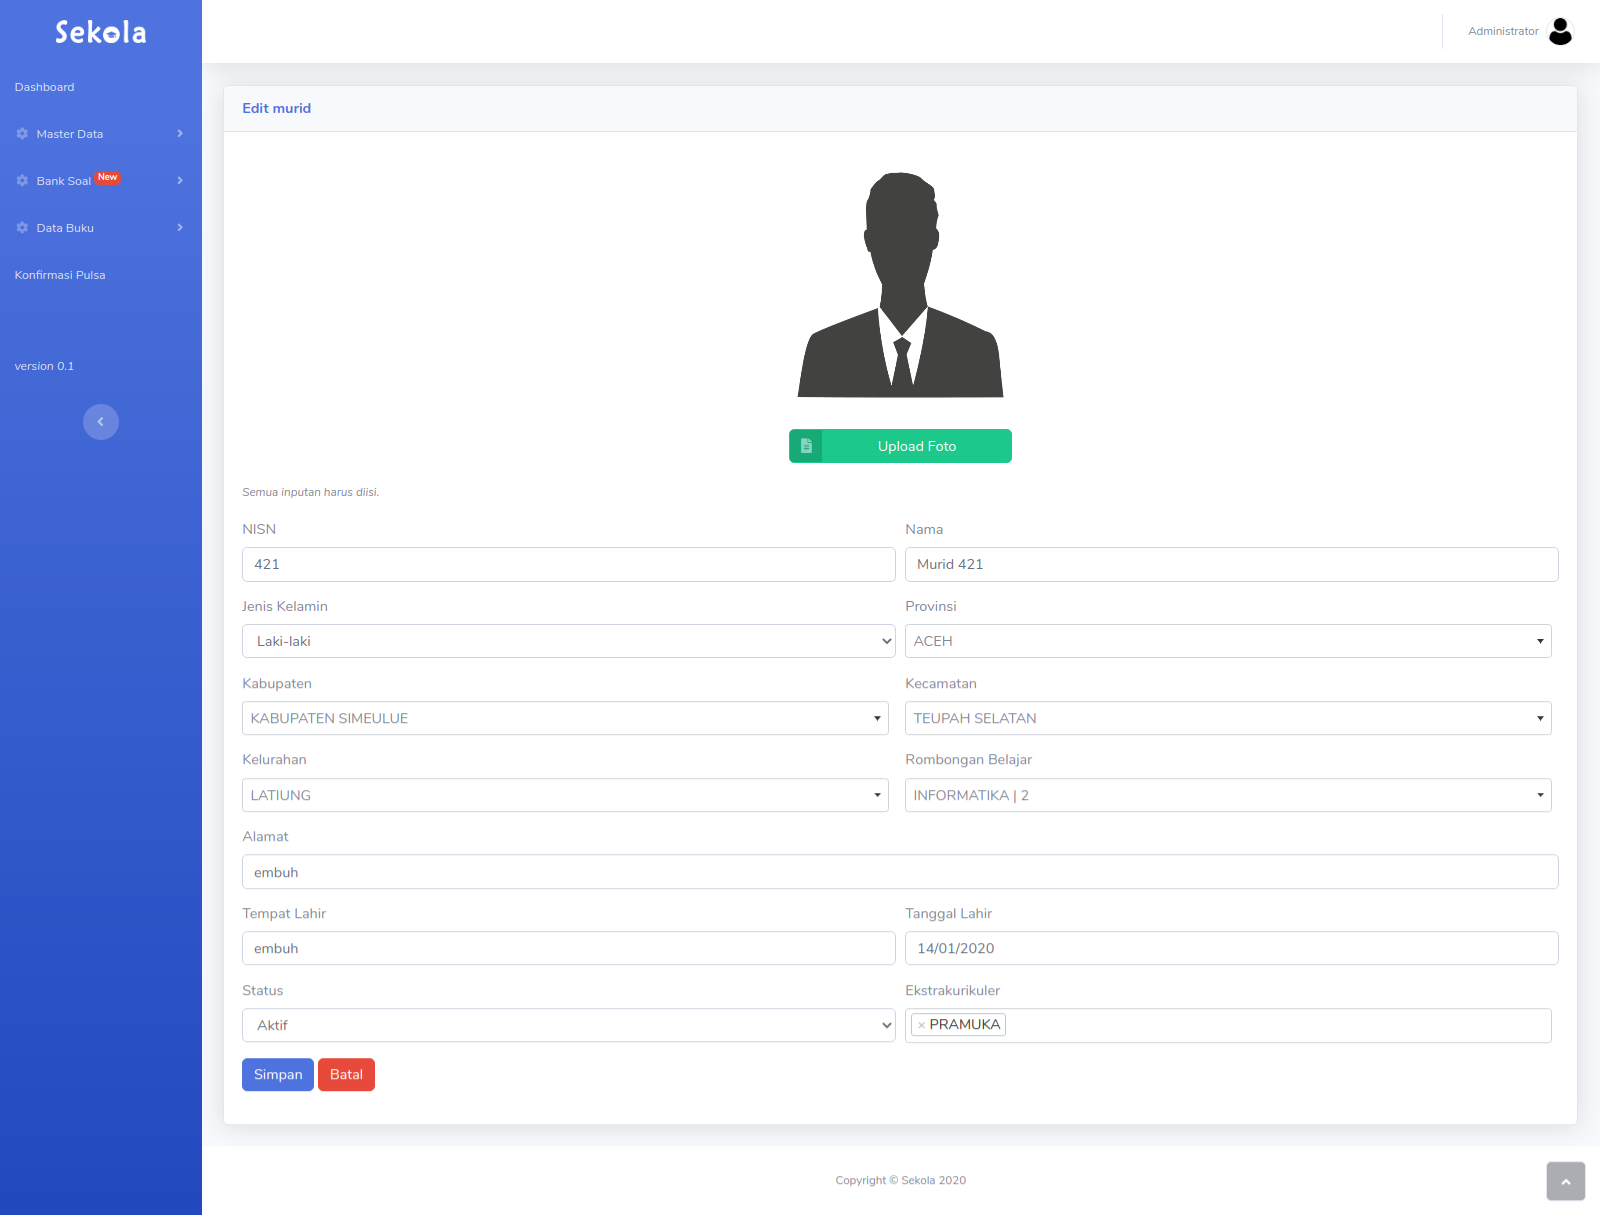 Sekola
Dashboard
Master Data
Bank Soal New
Data Buku
Konfirmasi Pulsa
version 0.1
Administrator
Edit murid
Upload Foto
Semua inputan harus diisi.
NISN
421
Nama
Murid 421
Jenis Kelamin
Laki-laki
Provinsi
ACEH
Kabupaten
KABUPATEN SIMEULUE
Kecamatan
TEUPAH SELATAN
Kelurahan
LATIUNG
Rombongan Belajar
INFORMATIKA | 2
Alamat
embuh
Tempat Lahir
embuh
Tanggal Lahir
14/01/2020
Status
Aktif
Ekstrakurikuler
× PRAMUKA
Simpan
Batal
Copyright © Sekola 2020